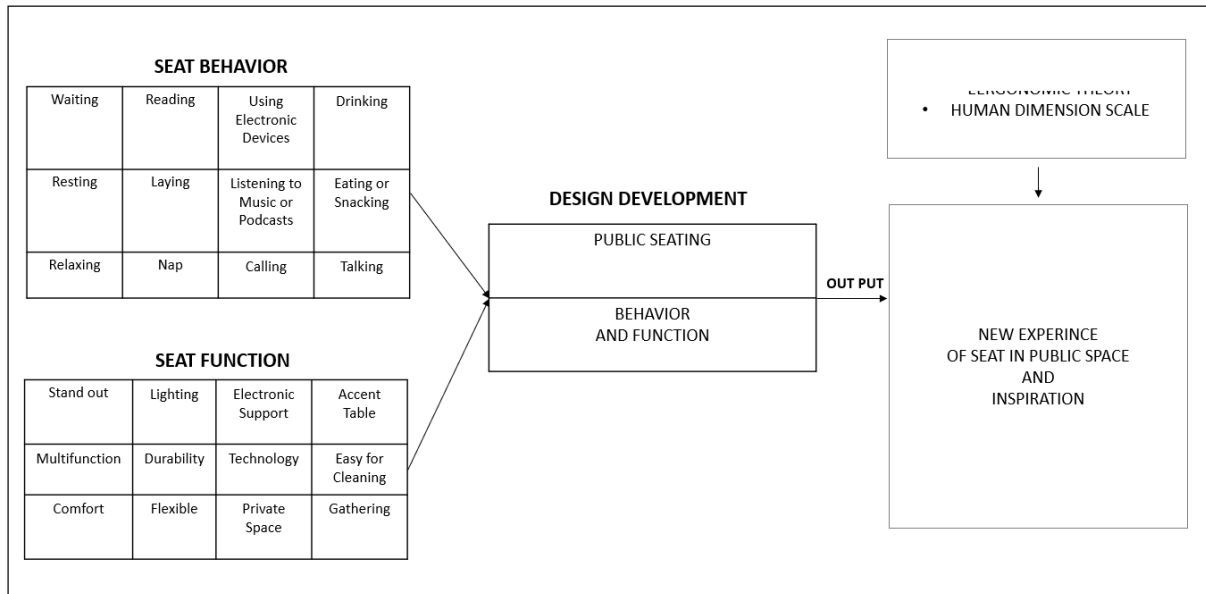 SEAT BEHAVIOR
Waiting
Reading
Using
Electronic
Devices
Drinking
Resting
Laying
Listening to
Music or
Podcasts
Eating or
Snacking
Relaxing
Nap
Calling
Talking
SEAT FUNCTION
Stand out
Lighting
Electronic
Support
Accent
Table
Multifunction
Durability
Technology
Easy for
Cleaning
Comfort
Flexible
Private
Space
Gathering
DESIGN DEVELOPMENT
PUBLIC SEATING
BEHAVIOR
AND FUNCTION
OUT PUT
THEORY
• HUMAN DIMENSION SCALE
NEW EXPERINCE
OF SEAT IN PUBLIC SPACE
AND
INSPIRATION